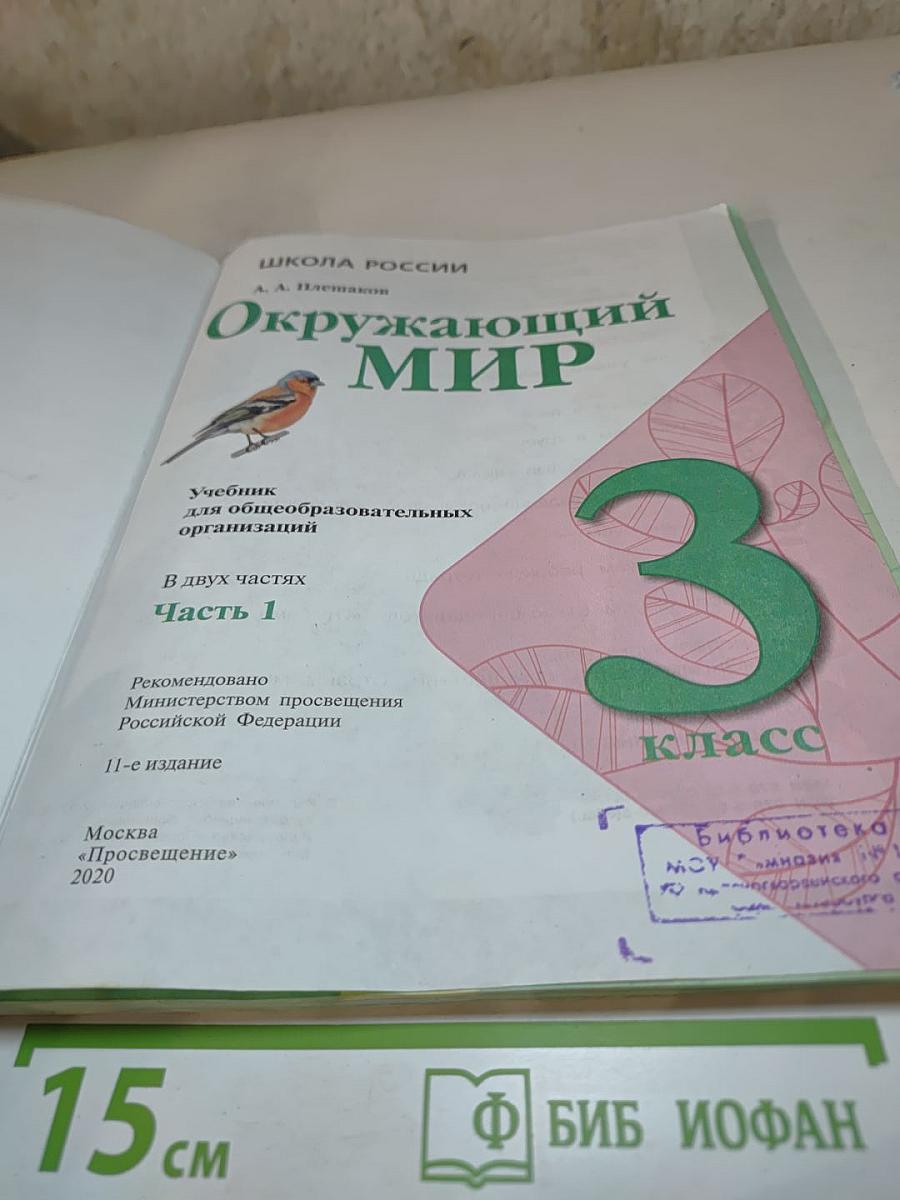 ШКОЛА РОССИИ
А. А. Плешаков
Окружающий
МИР
Учебник
для общеобразовательных
организаций
В двух частях
Часть 1
3
класс
Рекомендовано
Министерством просвещения
Российской Федерации
11-е издание
Москва
«Просвещение»
2020
Библиотека
МОУ
15 см
Ф БИБ ИОФАН